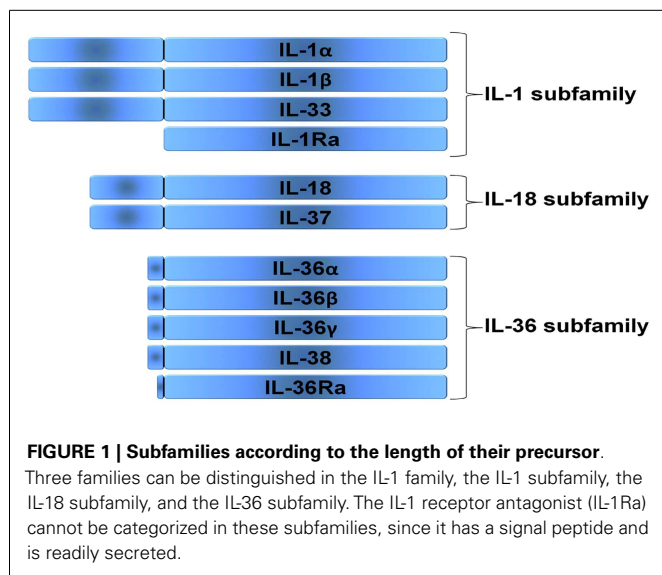 IL-1α
IL-1β
IL-33
IL-1Ra
IL-1 subfamily
IL-18
IL-37
IL-18 subfamily
IL-36α
IL-36β
IL-36γ
IL-38
IL-36Ra
IL-36 subfamily
FIGURE 1 | Subfamilies according to the length of their precursor.
Three families can be distinguished in the IL-1 family, the IL-1 subfamily, the
IL-18 subfamily, and the IL-36 subfamily. The IL-1 receptor antagonist (IL-1Ra)
cannot be categorized in these subfamilies, since it has a signal peptide and
is readily secreted.